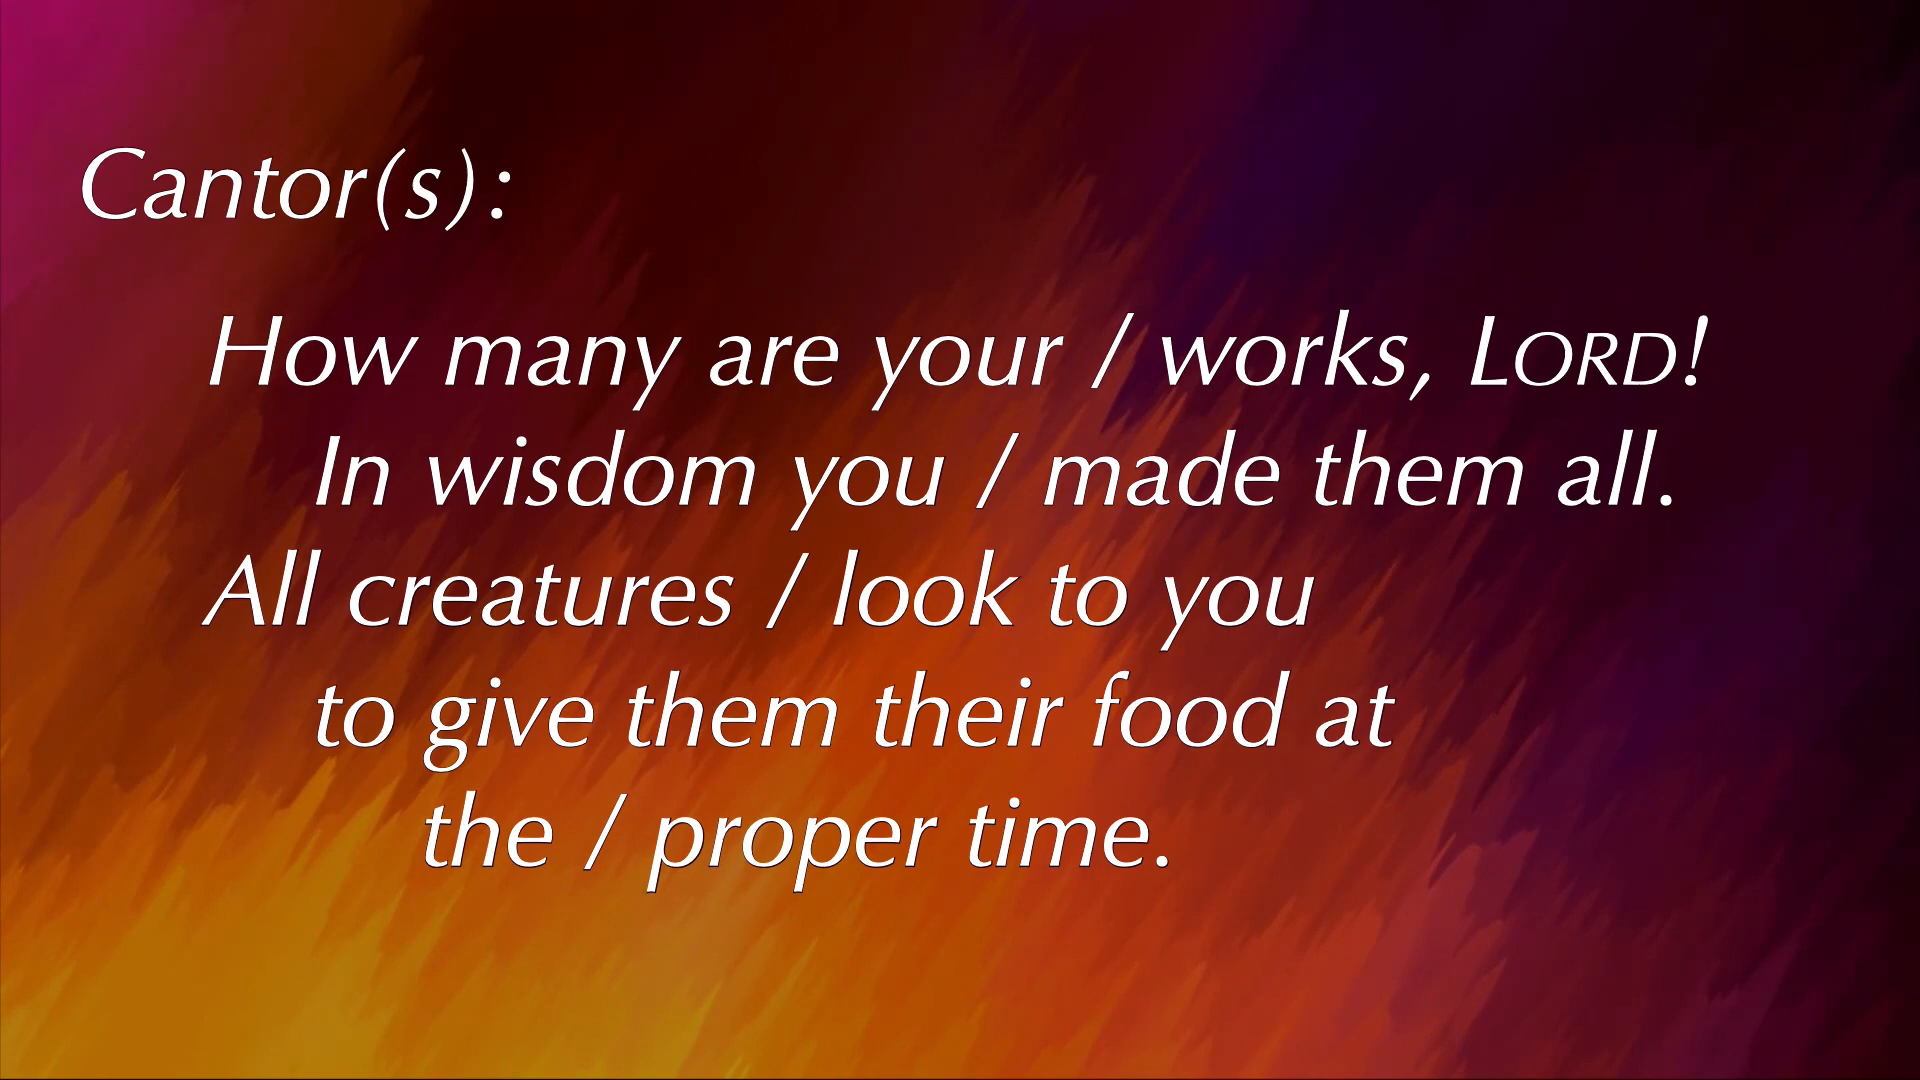 Cantor(s):
How many are your / works, LORD!
In wisdom you / made them all.
All creatures / look to you
to give them their food at
the / proper time.